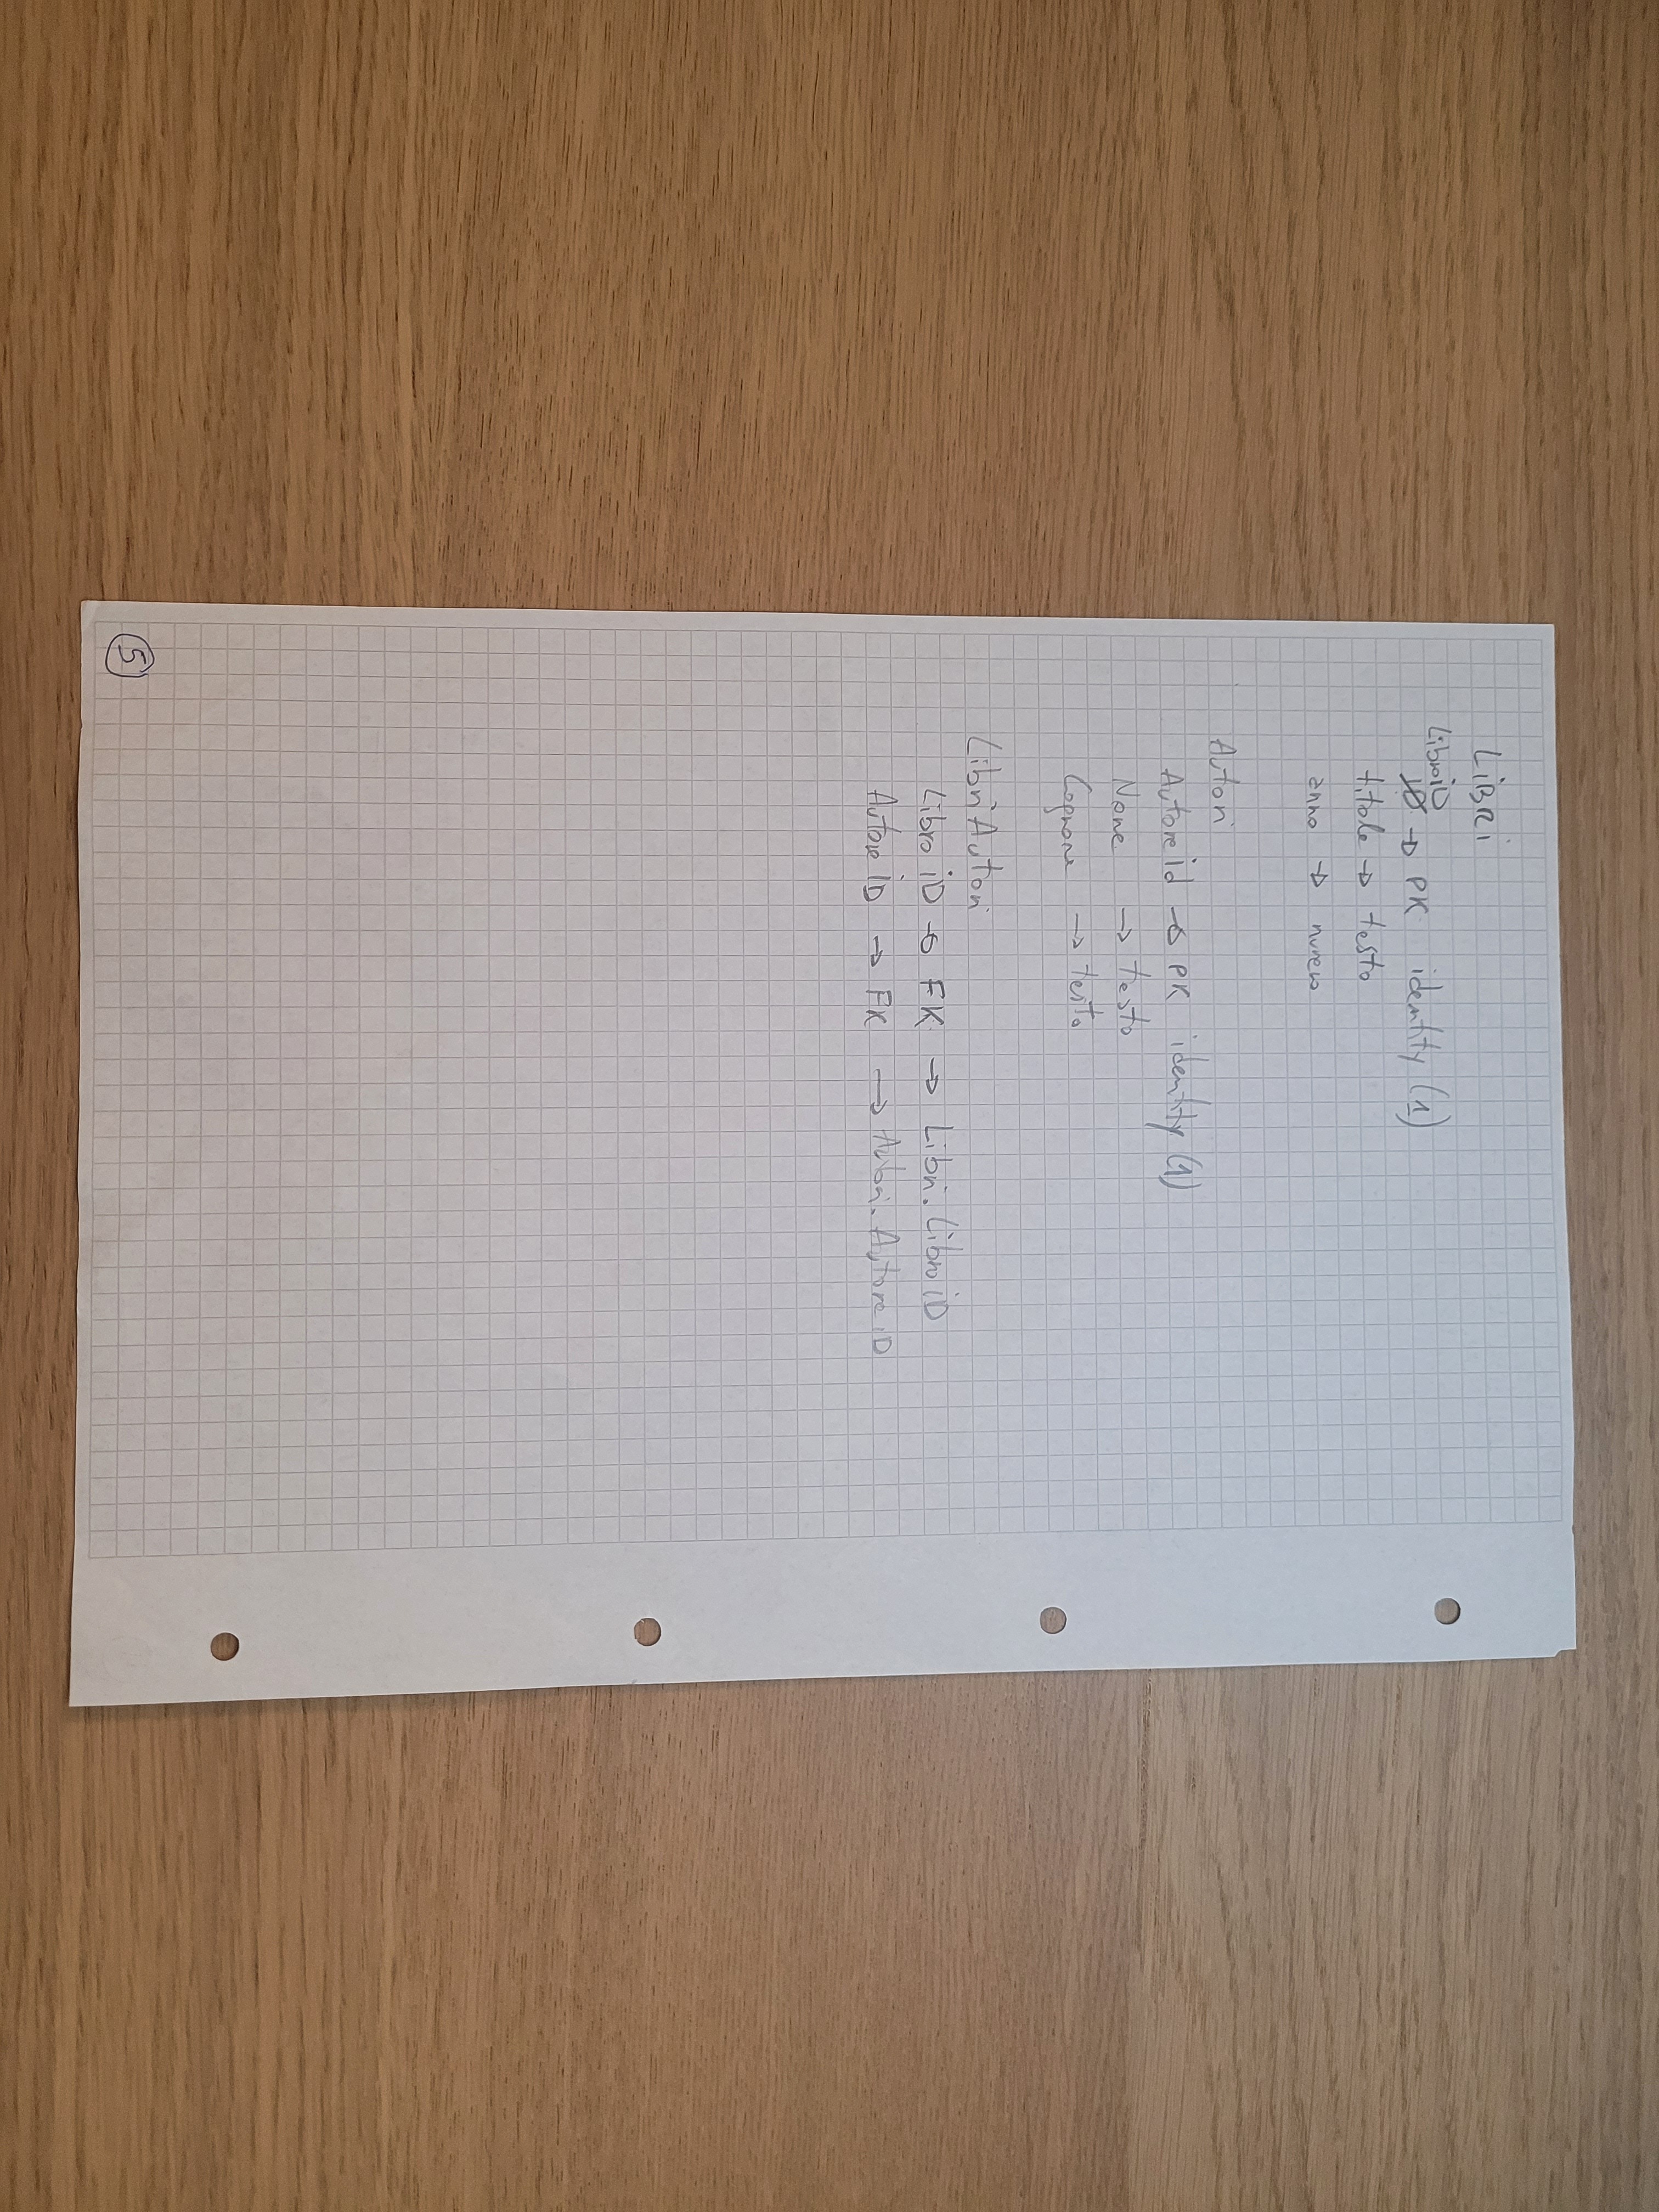 LiBRi
LibroiD
→ PK identity (1)
titolo → testo
anno → numero
Autori
Autore id → PK identity (1)
Nome → testo
Cognome → testo
LibriAutori
Libro iD → FK → Libri. Libro iD
Autore iD → FK → Autori. Autore iD
5